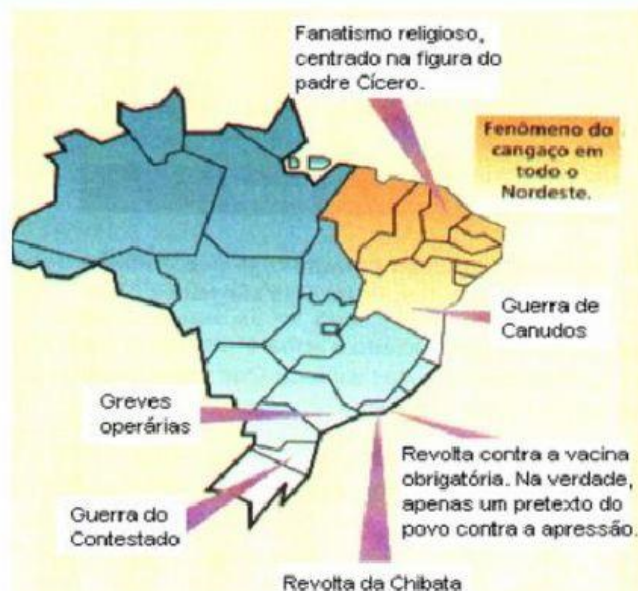 Fanatismo religioso,
centrado na figura do
padre Cícero.
Fenômeno do
cangaço em
todo o
Nordeste.
Guerra de
Canudos
Greves
operárias
Revolta contra a vacina
obrigatória. Na verdade,
apenas um pretexto do
povo contra a apressão.
Guerra do
Contestado
Revolta da Chibata